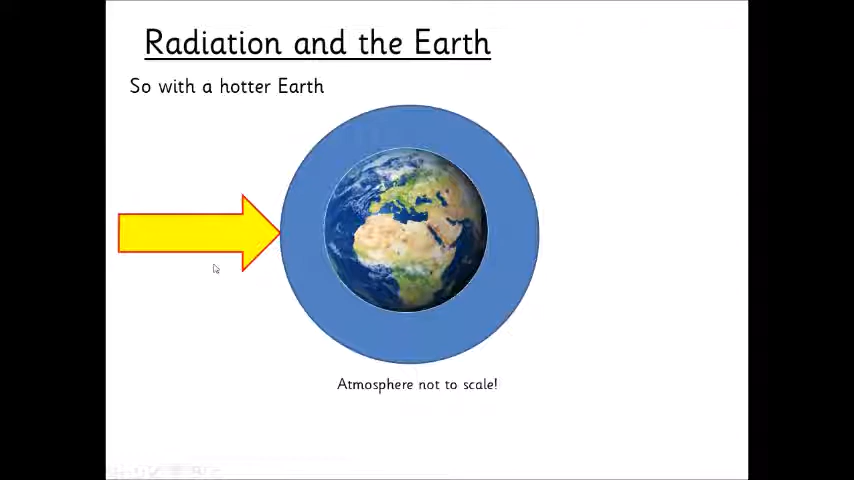 Radiation and the Earth
So with a hotter Earth
Atmosphere not to scale!